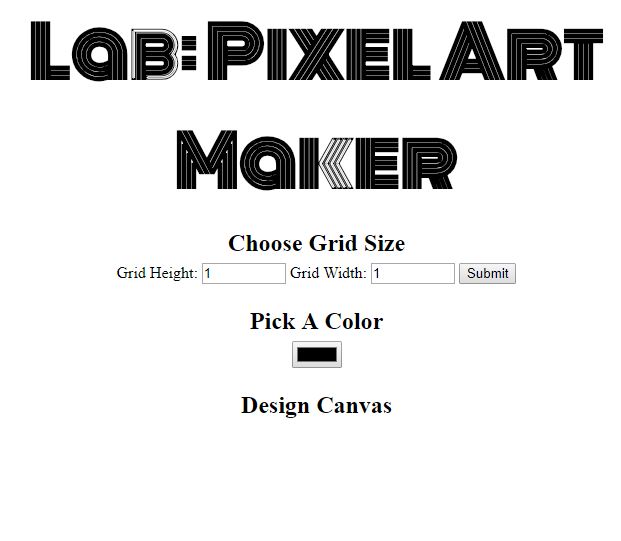 Lab: Pixel Art
Maker
Choose Grid Size
Grid Height: 1 Grid Width: 1 Submit
Pick A Color
Design Canvas